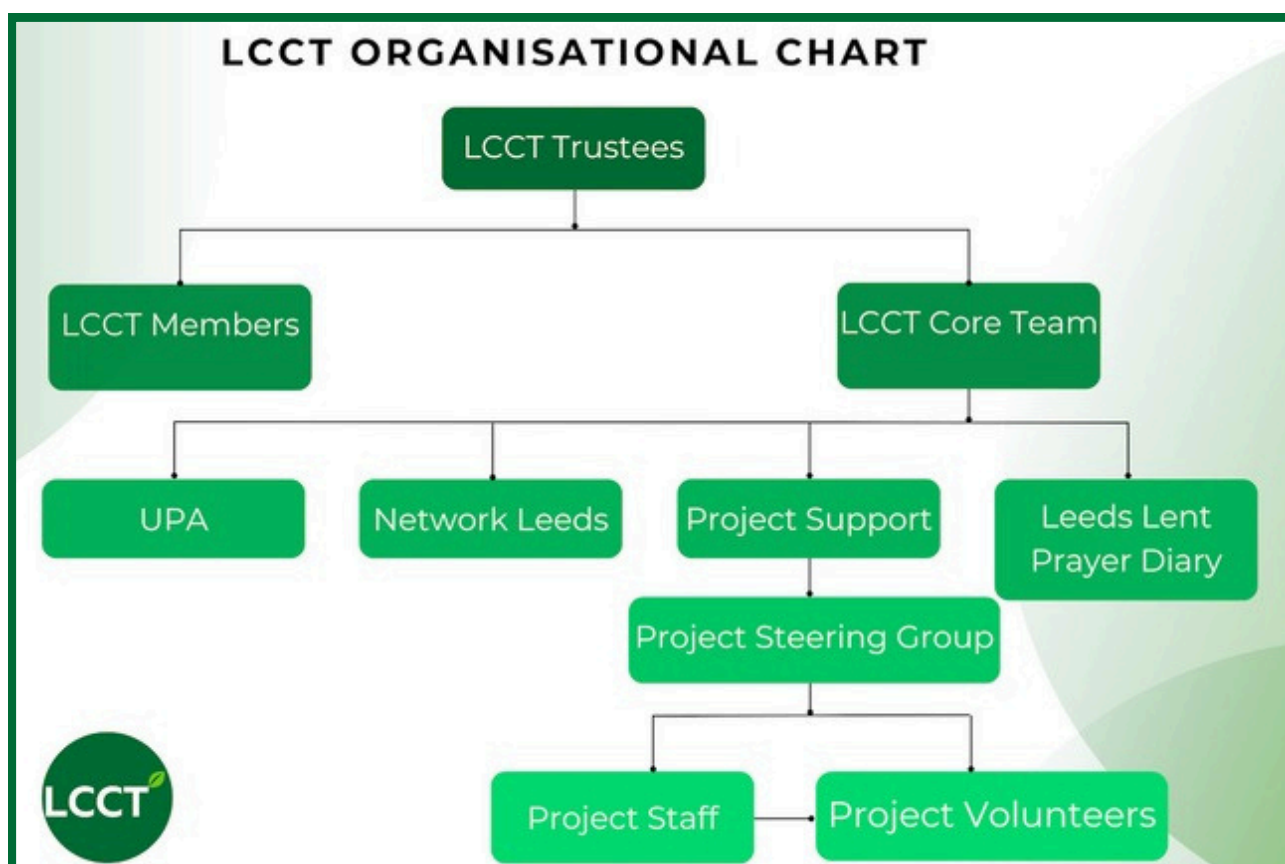 LCCT ORGANISATIONAL CHART
LCCT Trustees
LCCT Members
LCCT Core Team
UPA
Network Leeds
Project Support
Leeds Lent
Prayer Diary
Project Steering Group
Project Staff
Project Volunteers
LCCT